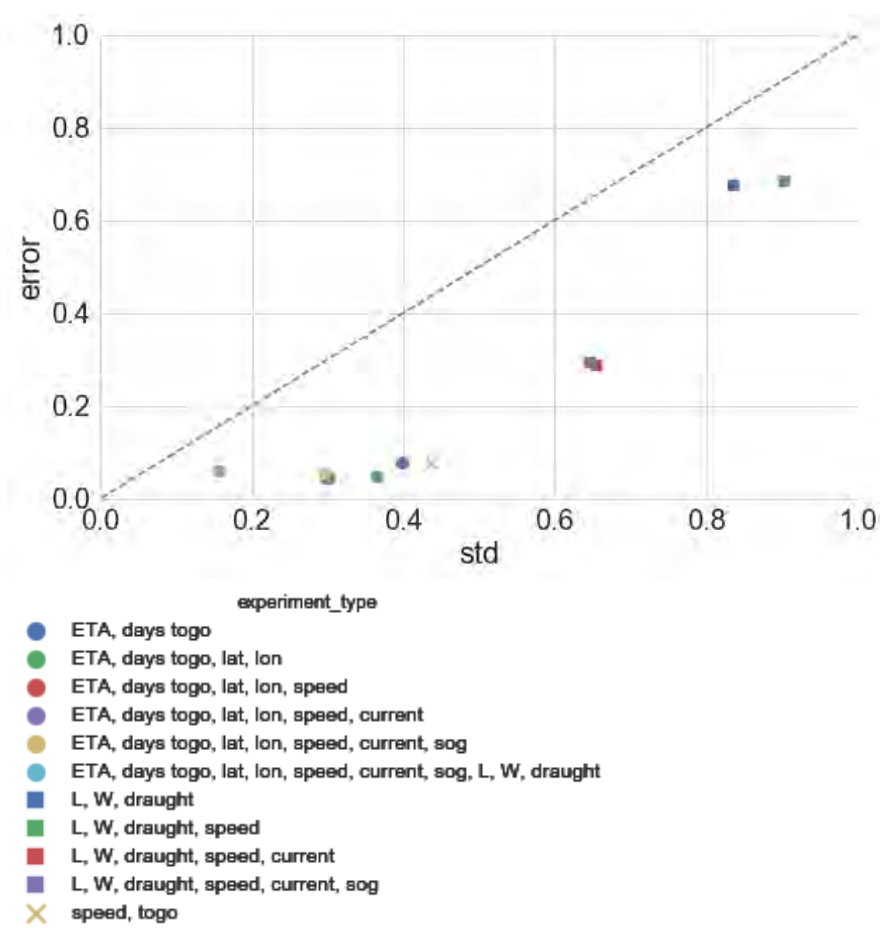 1.0
0.8
0.6
error
0.4
0.2
0.0
0.0 0.2 0.4 0.6 0.8 1.0
std
experiment_type
ETA, days togo
ETA, days togo, lat, lon
ETA, days togo, lat, lon, speed
ETA, days togo, lat, lon, speed, current
ETA, days togo, lat, lon, speed, current, sog
ETA, days togo, lat, lon, speed, current, sog, L, W, draught
L, W, draught
L, W, draught, speed
L, W, draught, speed, current
L, W, draught, speed, current, sog
speed, togo